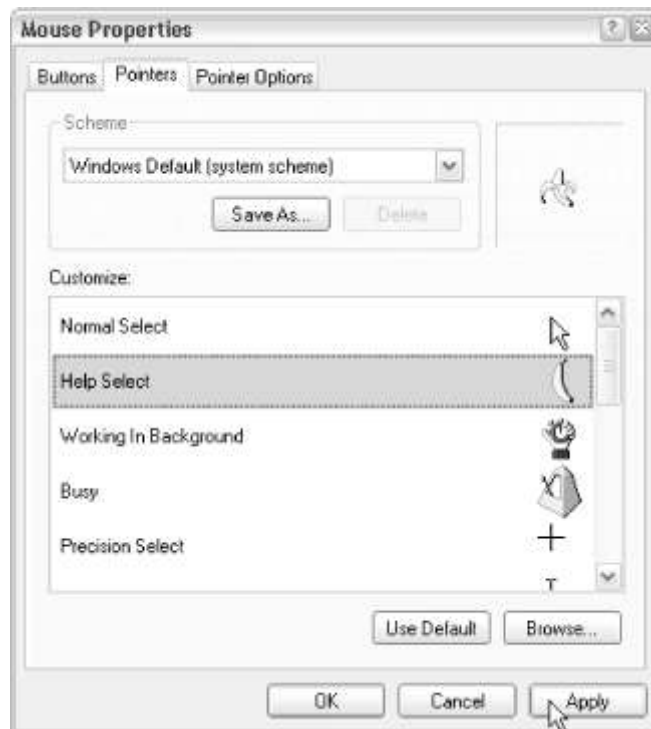 Mouse Properties
Buttons Pointers Pointer Options
Scheme
Windows Default (system scheme)
Save As... Delete
Customize:
Normal Select
Help Select
Working In Background
Busy
Precision Select
Use Default Browse...
OK Cancel Apply